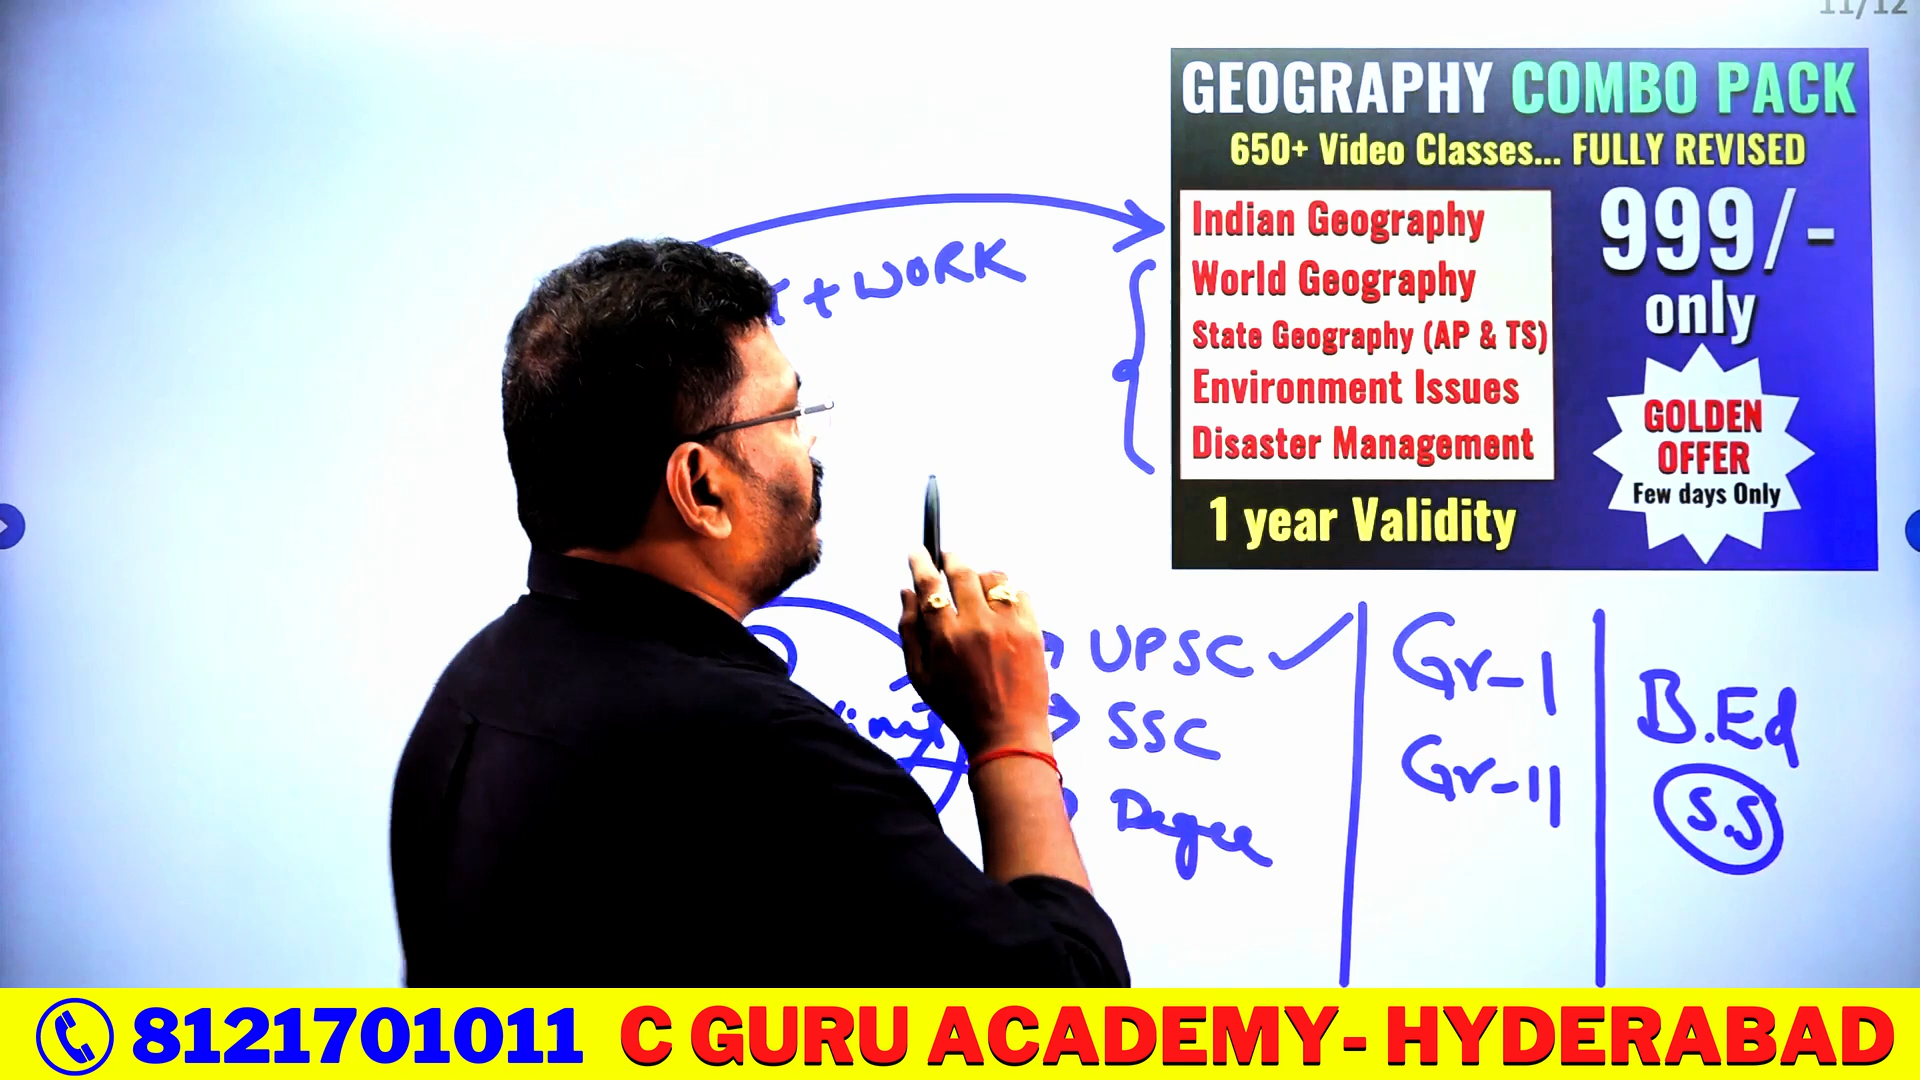 11/12
GEOGRAPHY COMBO PACK
650+ Video Classes... FULLY REVISED
Indian Geography
World Geography
State Geography (AP & TS)
Environment Issues
Disaster Management
1 year Validity
999/-
only
GOLDEN
OFFER
Few days Only
+ WORK
UPSC ✓
SSC
Degree
Gr-I
Gr-II
B.Ed
S.S
8121701011 C GURU ACADEMY- HYDERABAD